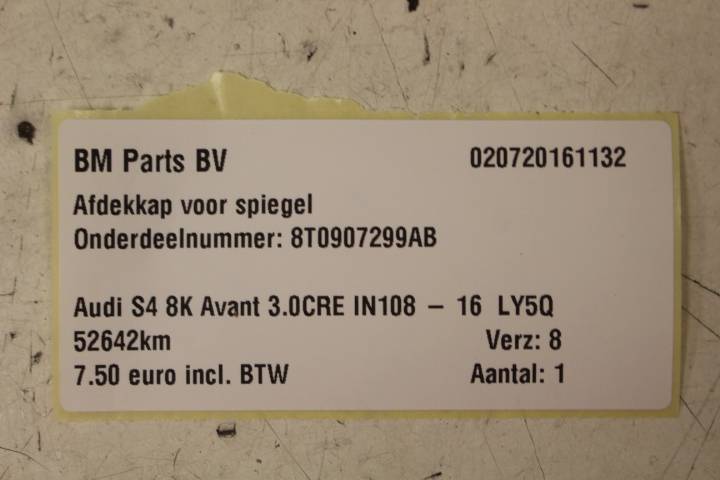 BM Parts BV 020720161132
Afdekkap voor spiegel
Onderdeelnummer: 8T0907299AB
Audi S4 8K Avant 3.0CRE IN108 – 16 LY5Q
52642km Verz: 8
7.50 euro incl. BTW Aantal: 1